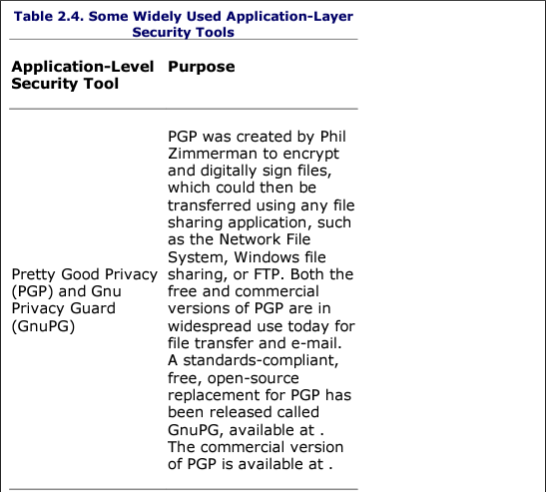 Table 2.4. Some Widely Used Application-Layer
Security Tools
Application-Level
Security Tool
Purpose
Pretty Good Privacy
(PGP) and Gnu
Privacy Guard
(GnuPG)
PGP was created by Phil
Zimmerman to encrypt
and digitally sign files,
which could then be
transferred using any file
sharing application, such
as the Network File
System, Windows file
sharing, or FTP. Both the
free and commercial
versions of PGP are in
widespread use today for
file transfer and e-mail.
A standards-compliant,
free, open-source
replacement for PGP has
been released called
GnuPG, available at .
The commercial version
of PGP is available at .